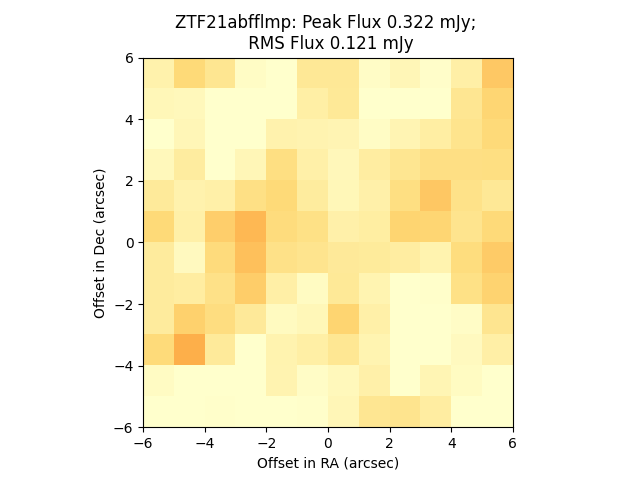 ZTF21abfflmp: Peak Flux 0.322 mJy;
RMS Flux 0.121 mJy
6
4
2
0
−2
−4
−6
Offset in Dec (arcsec)
−6 −4 −2 0 2 4 6
Offset in RA (arcsec)